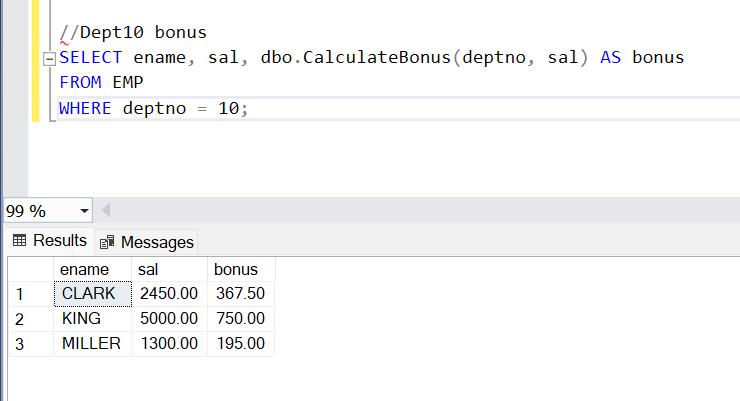 //Dept10 bonus
SELECT ename, sal, dbo.CalculateBonus(deptno, sal) AS bonus
FROM EMP
WHERE deptno = 10;
99 %
Results Messages
ename sal bonus
1 CLARK 2450.00 367.50
2 KING 5000.00 750.00
3 MILLER 1300.00 195.00